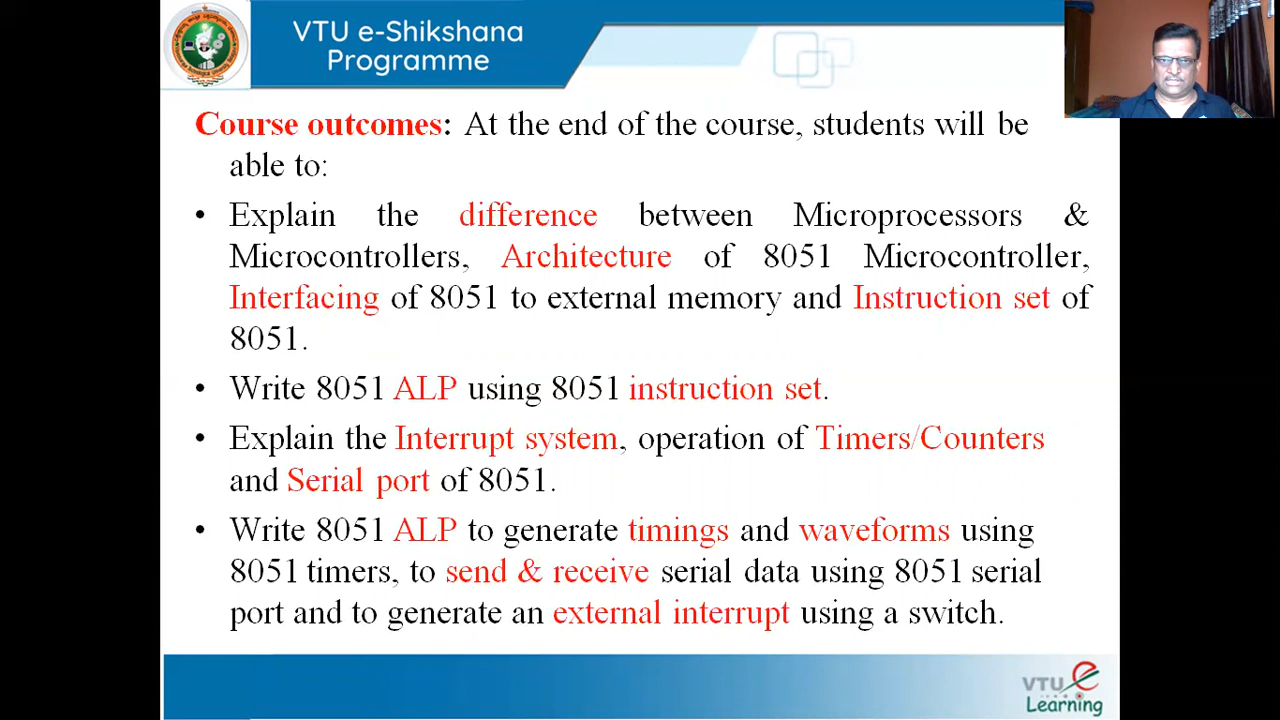 VTU e-Shikshana
Programme
Course outcomes: At the end of the course, students will be
able to:
• Explain the difference between Microprocessors &
Microcontrollers, Architecture of 8051 Microcontroller,
Interfacing of 8051 to external memory and Instruction set of
8051.
• Write 8051 ALP using 8051 instruction set.
• Explain the Interrupt system, operation of Timers/Counters
and Serial port of 8051.
• Write 8051 ALP to generate timings and waveforms using
8051 timers, to send & receive serial data using 8051 serial
port and to generate an external interrupt using a switch.
VTU e
Learning